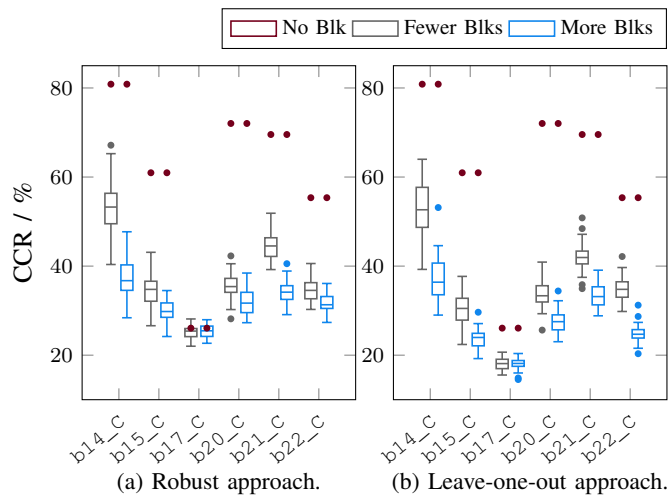 No Blk Fewer Blks More Blks
CCR / %
80
60
40
20
b14_C b15_C b17_C b20_C b21_C b22_C
(a) Robust approach.
80
60
40
20
b14_C b15_C b17_C b20_C b21_C b22_C
(b) Leave-one-out approach.